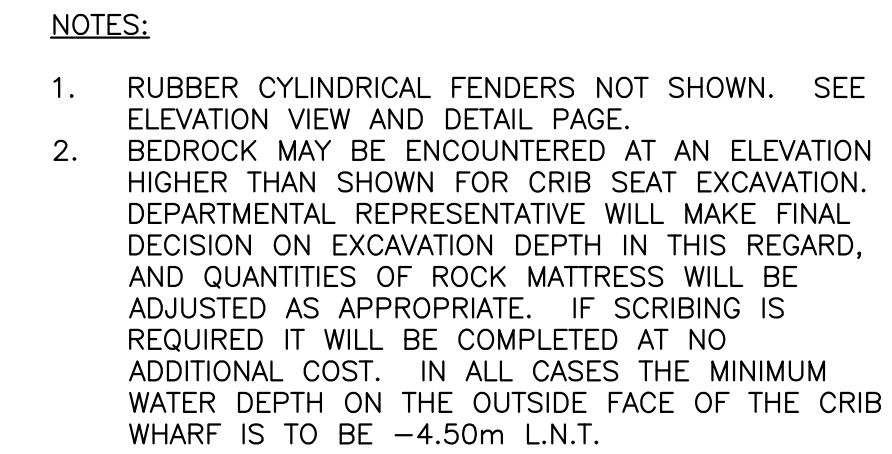 NOTES:
1. RUBBER CYLINDRICAL FENDERS NOT SHOWN. SEE
ELEVATION VIEW AND DETAIL PAGE.
2. BEDROCK MAY BE ENCOUNTERED AT AN ELEVATION
HIGHER THAN SHOWN FOR CRIB SEAT EXCAVATION.
DEPARTMENTAL REPRESENTATIVE WILL MAKE FINAL
DECISION ON EXCAVATION DEPTH IN THIS REGARD,
AND QUANTITIES OF ROCK MATTRESS WILL BE
ADJUSTED AS APPROPRIATE. IF SCRIBING IS
REQUIRED IT WILL BE COMPLETED AT NO
ADDITIONAL COST. IN ALL CASES THE MINIMUM
WATER DEPTH ON THE OUTSIDE FACE OF THE CRIB
WHARF IS TO BE −4.50m L.N.T.